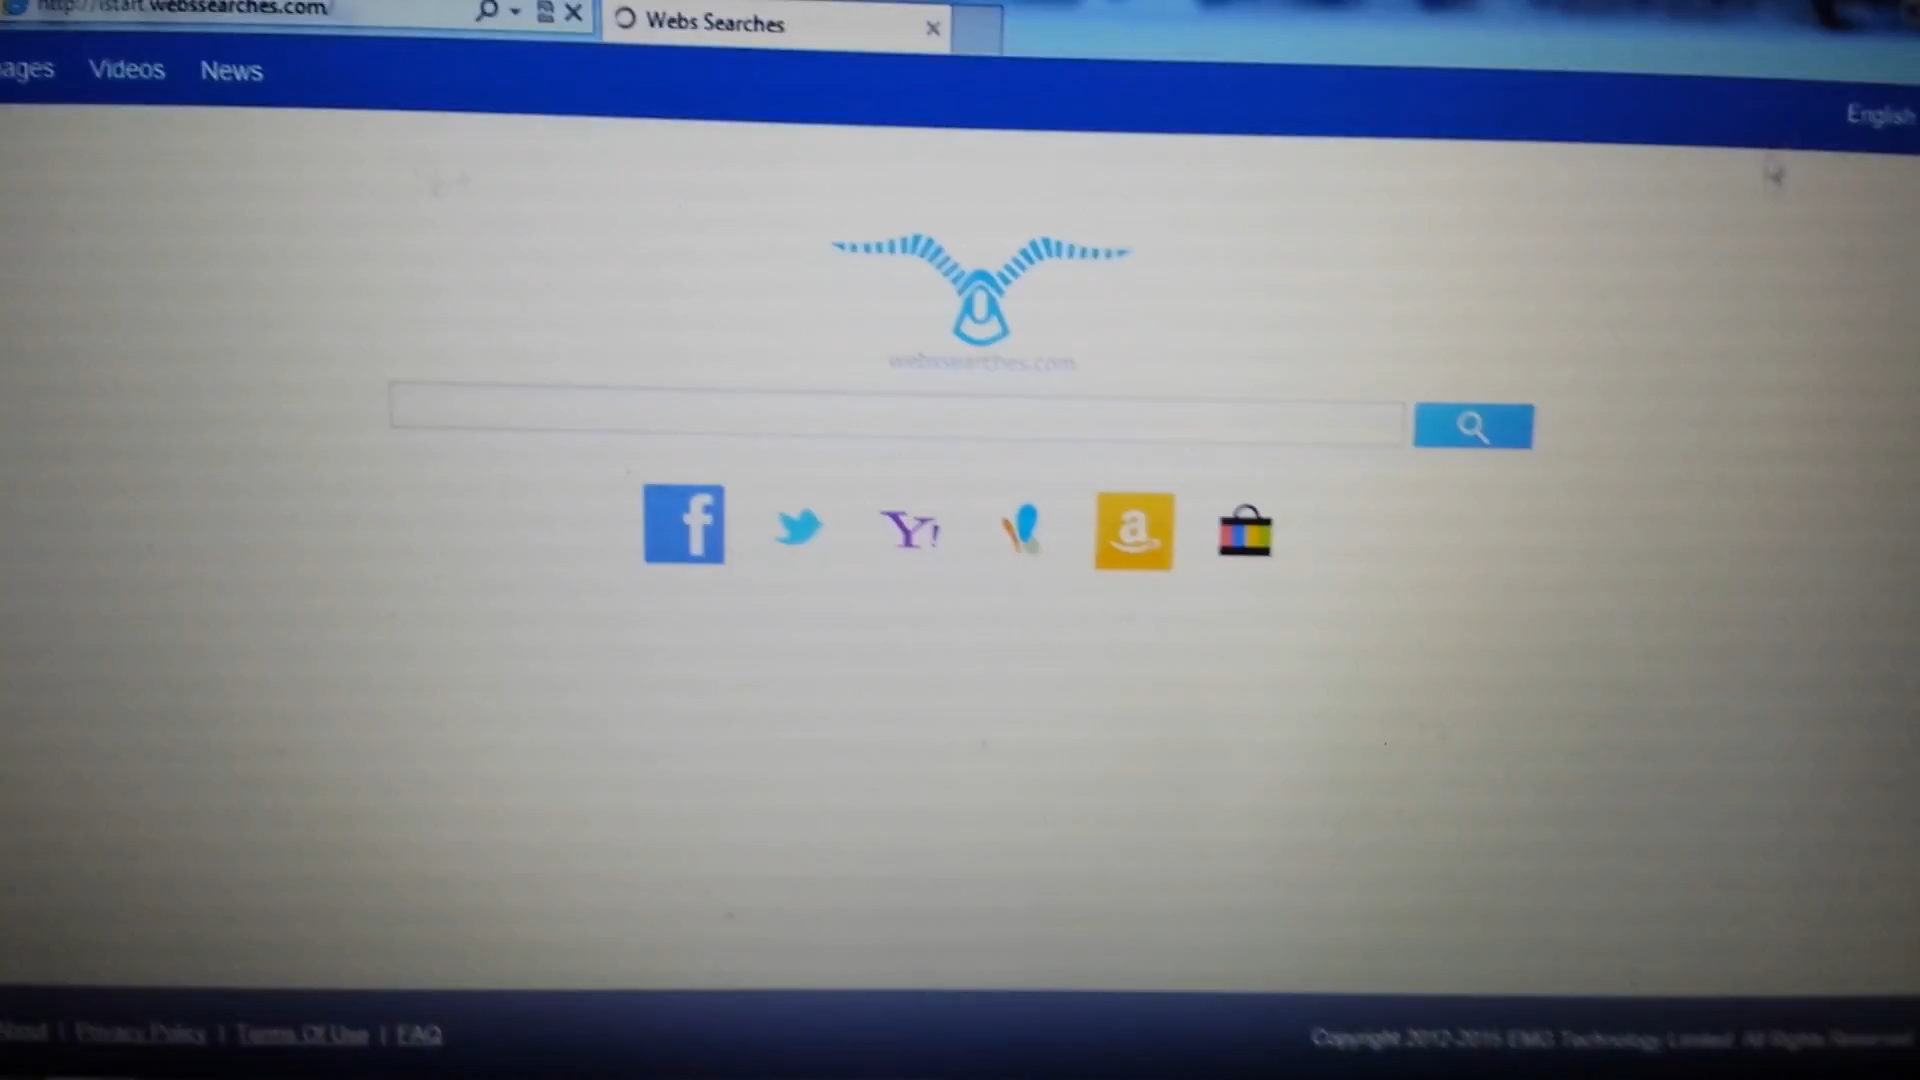 http://istart.webssearches.com/
Webs Searches
ages Videos News
English
webssearches.com
Y!
About | Privacy Policy | Terms Of Use | FAQ
Copyright 2012-2015 Technology Limited. All Rights Reserved